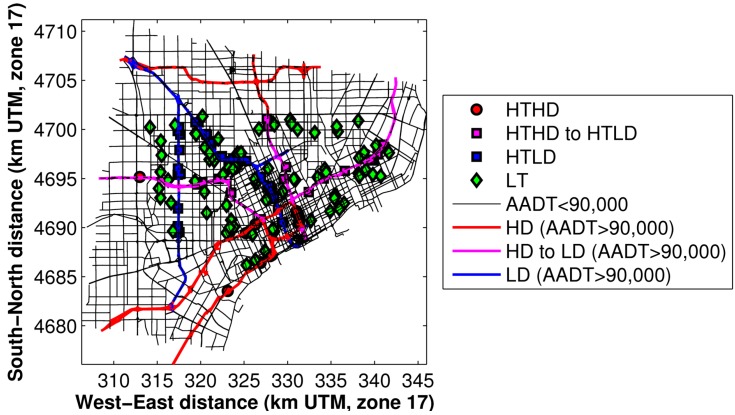 4710
4705
4700
4695
4690
4685
4680
South−North distance (km UTM, zone 17)
310 315 320 325 330 335 340 345
West−East distance (km UTM, zone 17)
HTHD
HTHD to HTLD
HTLD
LT
AADT<90,000
HD (AADT>90,000)
HD to LD (AADT>90,000)
LD (AADT>90,000)